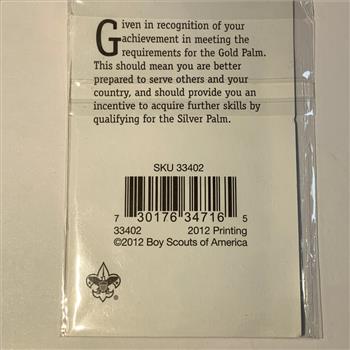 Given in recognition of your
achievement in meeting the
requirements for the Gold Palm.
This should mean you are better
prepared to serve others and your
country, and should provide you an
incentive to acquire further skills by
qualifying for the Silver Palm.
SKU 33402
7 30176 34716 5
33402 2012 Printing
©2012 Boy Scouts of America
®